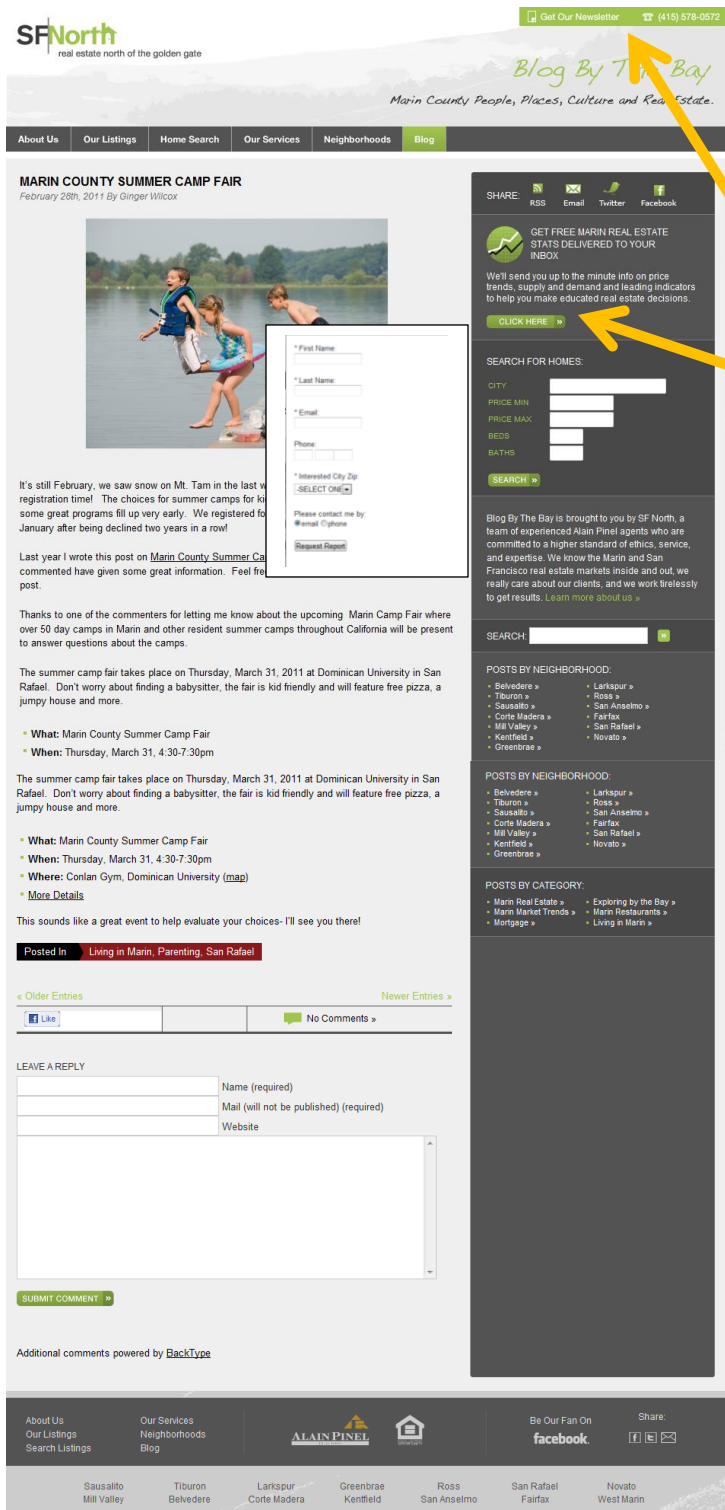 Get Our Newsletter
(415) 578-0572
SFNorth
real estate north of the golden gate
Blog By The Bay
Marin County People, Places, Culture and Real Estate.
About Us
Our Listings
Home Search
Our Services
Neighborhoods
Blog
MARIN COUNTY SUMMER CAMP FAIR
February 28th, 2011 By Ginger Wilcox
* First Name:
* Last Name:
* Email:
Phone:
* Interested City Zip:
-SELECT ONE
Please contact me by:
email phone
Request Report
It's still February, we saw snow on Mt. Tam in the last w
registration time! The choices for summer camps for ki
some great programs fill up very early. We registered fo
January after being declined two years in a row!
Last year I wrote this post on Marin County Summer Ca
commented have given some great information. Feel fre
post.
Thanks to one of the commenters for letting me know about the upcoming Marin Camp Fair where
over 50 day camps in Marin and other resident summer camps throughout California will be present
to answer questions about the camps.
The summer camp fair takes place on Thursday, March 31, 2011 at Dominican University in San
Rafael. Don't worry about finding a babysitter, the fair is kid friendly and will feature free pizza, a
jumpy house and more.
What: Marin County Summer Camp Fair
When: Thursday, March 31, 4:30-7:30pm
The summer camp fair takes place on Thursday, March 31, 2011 at Dominican University in San
Rafael. Don't worry about finding a babysitter, the fair is kid friendly and will feature free pizza, a
jumpy house and more.
What: Marin County Summer Camp Fair
When: Thursday, March 31, 4:30-7:30pm
Where: Conlan Gym, Dominican University (map)
More Details
This sounds like a great event to help evaluate your choices- I'll see you there!
Posted In Living in Marin, Parenting, San Rafael
« Older Entries
Newer Entries »
Like
No Comments »
LEAVE A REPLY
Name (required)
Mail (will not be published) (required)
Website
SUBMIT COMMENT »
Additional comments powered by BackType
SHARE:
RSS
Email
Twitter
Facebook
GET FREE MARIN REAL ESTATE
STATS DELIVERED TO YOUR
INBOX
We'll send you up to the minute info on price
trends, supply and demand and leading indicators
to help you make educated real estate decisions.
CLICK HERE »
SEARCH FOR HOMES:
CITY
PRICE MIN
PRICE MAX
BEDS
BATHS
SEARCH »
Blog By The Bay is brought to you by SF North, a
team of experienced Alain Pinel agents who are
committed to a higher standard of ethics, service,
and expertise. We know the Marin and San
Francisco real estate markets inside and out, we
really care about our clients, and we work tirelessly
to get results. Learn more about us »
SEARCH:
»
POSTS BY NEIGHBORHOOD:
Belvedere »
Tiburon »
Sausalito »
Corte Madera »
Mill Valley »
Kentfield »
Greenbrae »
Larkspur »
Ross »
San Anselmo »
Fairfax
San Rafael »
Novato »
POSTS BY NEIGHBORHOOD:
Belvedere »
Tiburon »
Sausalito »
Corte Madera »
Mill Valley »
Kentfield »
Greenbrae »
Larkspur »
Ross »
San Anselmo »
Fairfax
San Rafael »
Novato »
POSTS BY CATEGORY:
Marin Real Estate »
Marin Market Trends »
Mortgage »
Exploring by the Bay »
Marin Restaurants »
Living in Marin »
About Us
Our Listings
Search Listings
Our Services
Neighborhoods
Blog
ALAIN PINEL
Be Our Fan On
facebook.
Share:
Sausalito Tiburon Larkspur Greenbrae Ross San Rafael Novato
Mill Valley Belvedere Corte Madera Kentfield San Anselmo Fairfax West Marin